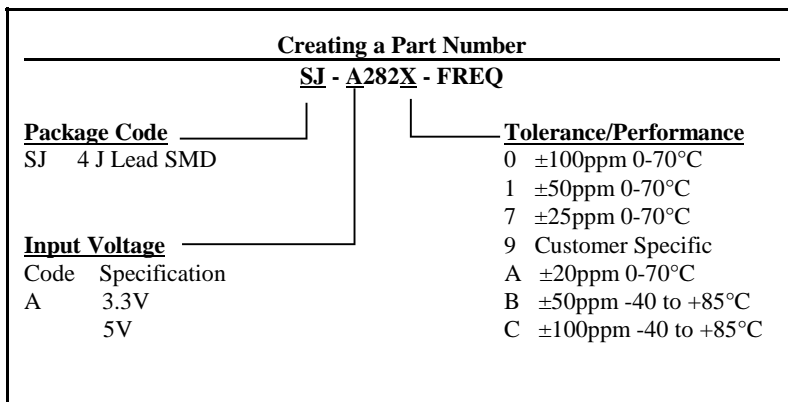 Creating a Part Number
SJ - A282X - FREQ
Package Code
SJ 4 J Lead SMD
Input Voltage
Code Specification
A 3.3V
5V
Tolerance/Performance
0 ±100ppm 0-70°C
1 ±50ppm 0-70°C
7 ±25ppm 0-70°C
9 Customer Specific
A ±20ppm 0-70°C
B ±50ppm -40 to +85°C
C ±100ppm -40 to +85°C